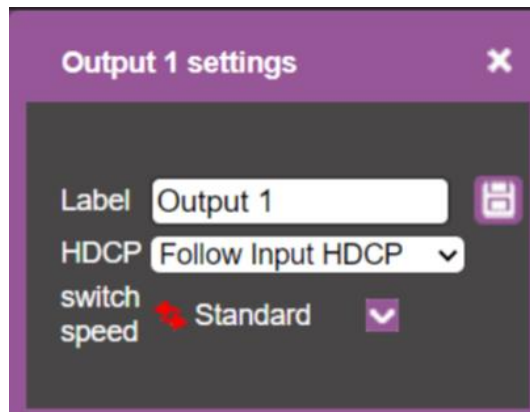 Output 1 settings
Label Output 1
HDCP Follow Input HDCP
switch
speed Standard